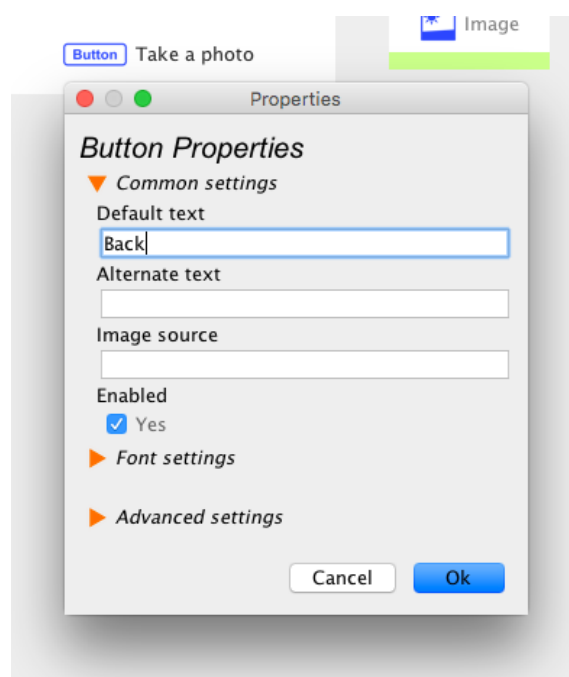 Image
Button Take a photo
Properties
Button Properties
Common settings
Default text
Back
Alternate text
Image source
Enabled
Yes
Font settings
Advanced settings
Cancel Ok